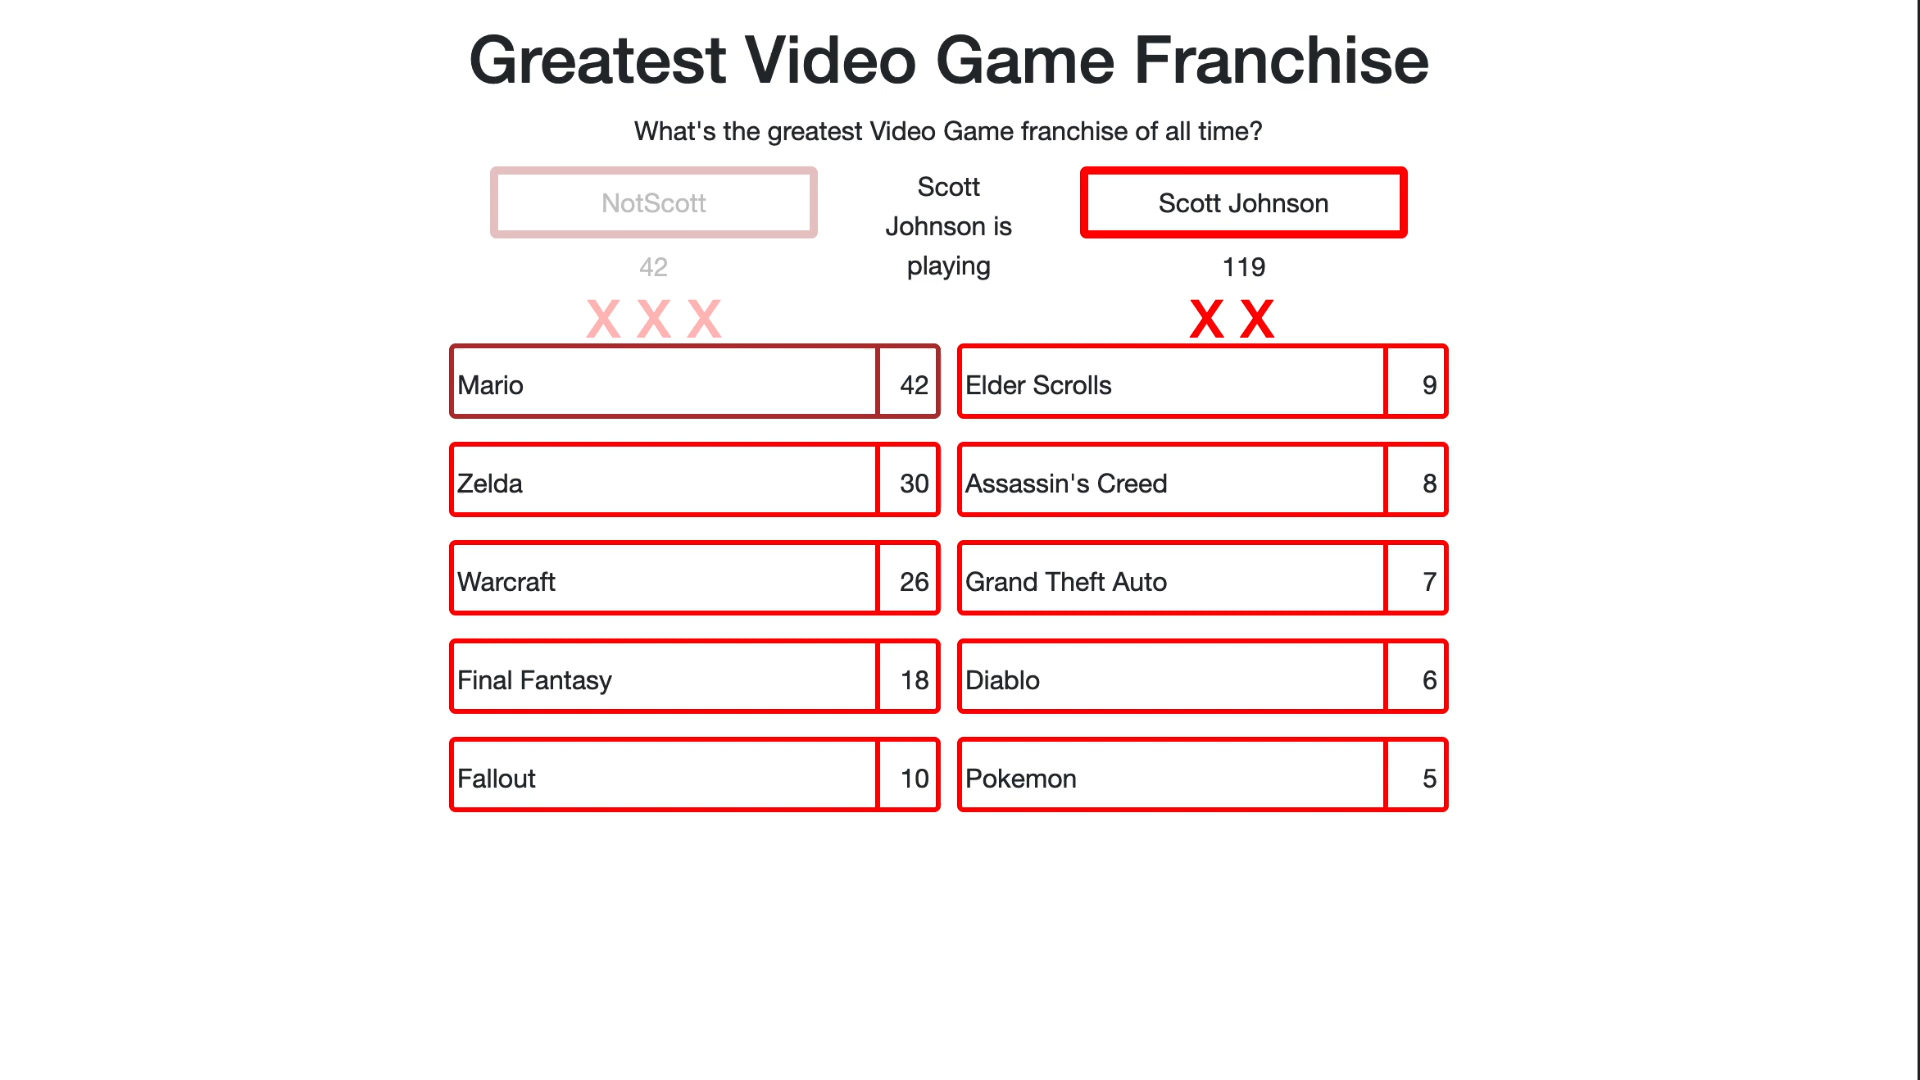 Greatest Video Game Franchise
What's the greatest Video Game franchise of all time?
NotScott
42
X X X
Scott
Johnson is
playing
Scott Johnson
119
X X
Mario 42
Zelda 30
Warcraft 26
Final Fantasy 18
Fallout 10
Elder Scrolls 9
Assassin's Creed 8
Grand Theft Auto 7
Diablo 6
Pokemon 5